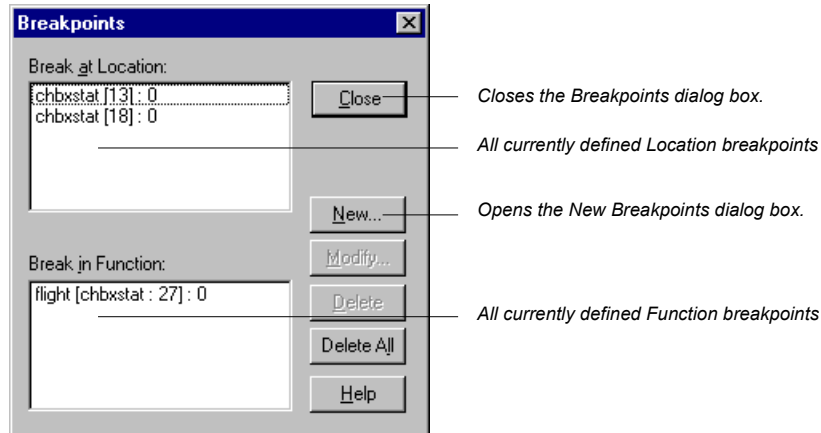 Breakpoints
Break at Location:
chbxstat [13] : 0
chbxstat [18] : 0
Close
Closes the Breakpoints dialog box.
All currently defined Location breakpoints
New...
Opens the New Breakpoints dialog box.
Modify...
Break in Function:
flight [chbxstat : 27] : 0
Delete
All currently defined Function breakpoints
Delete All
Help